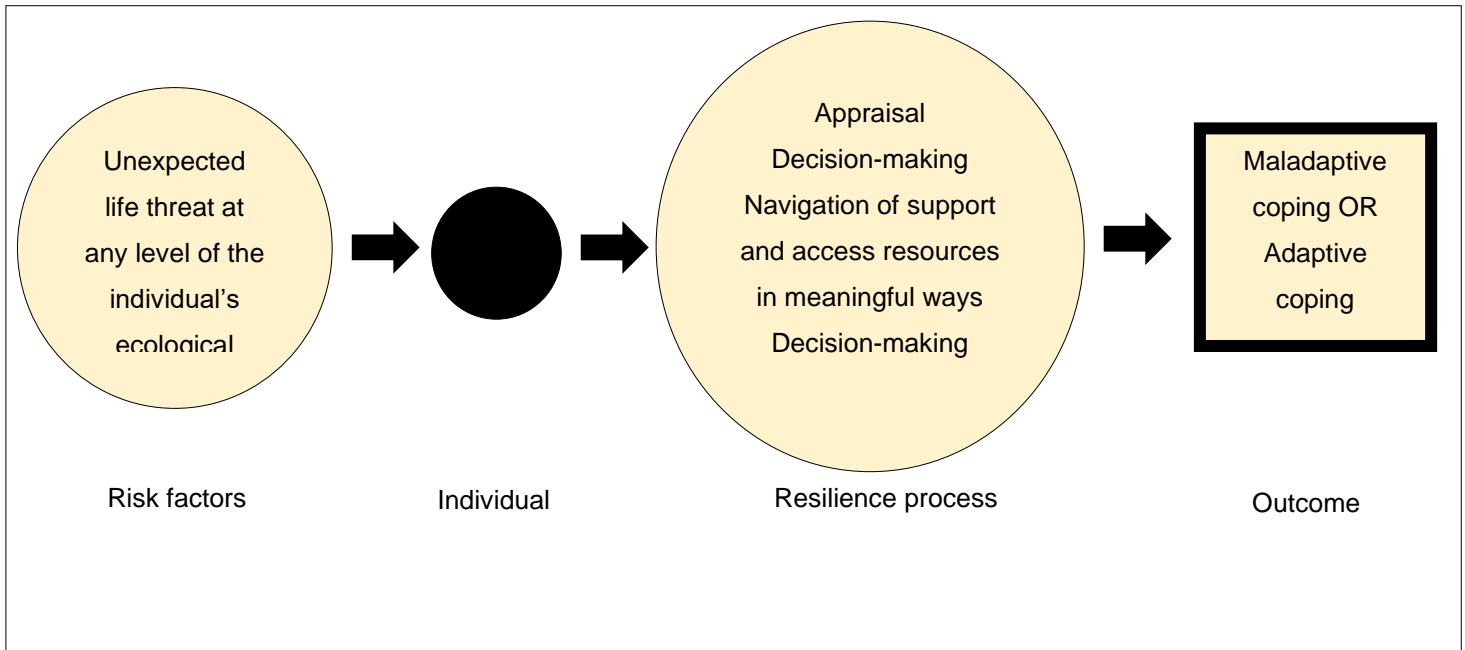 Unexpected
life threat at
any level of the
individual’s
ecological
Appraisal
Decision-making
Navigation of support
and access resources
in meaningful ways
Decision-making
Maladaptive
coping OR
Adaptive
coping
Risk factors
Individual
Resilience process
Outcome